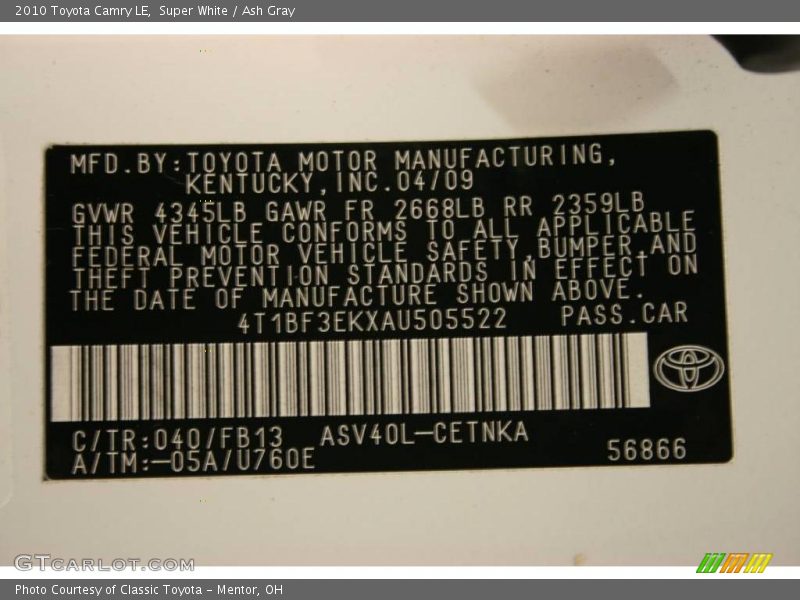 2010 Toyota Camry LE,  Super White / Ash Gray
MFD.BY:TOYOTA MOTOR MANUFACTURING,
KENTUCKY,INC.04/09
GVWR 4345LB GAWR FR 2668LB RR 2359LB
THIS VEHICLE CONFORMS TO ALL APPLICABLE
FEDERAL MOTOR VEHICLE SAFETY,BUMPER,AND
THEFT PREVENTION STANDARDS IN EFFECT ON
THE DATE OF MANUFACTURE SHOWN ABOVE.
4T1BF3EKXAU505522 PASS.CAR
C/TR:040/FB13 ASV40L-CETNKA
A/TM:-05A/U760E 56866
GTCARLOT.COM
Photo Courtesy of Classic Toyota - Mentor, OH